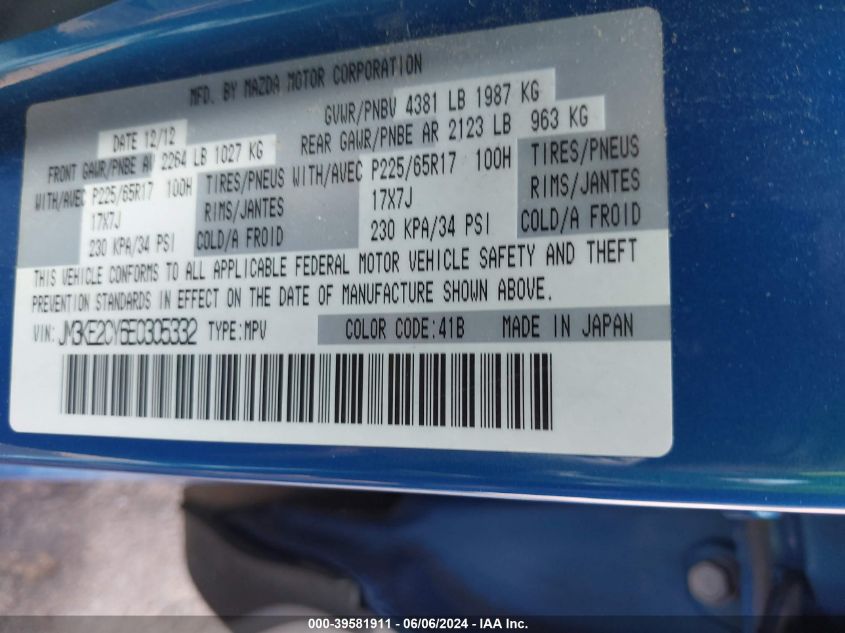 MFD. BY MAZDA MOTOR CORPORATION
DATE 12/12 GVWR/PNBV 4381 LB 1987 KG
FRONT GAWR/PNBE AV 2264 LB 1027 KG REAR GAWR/PNBE AR 2123 LB 963 KG
WITH/AVEC P225/65R17 100H TIRES/PNEUS WITH/AVEC P225/65R17 100H TIRES/PNEUS
17X7J RIMS/JANTES 17X7J RIMS/JANTES
230 KPA/34 PSI COLD/A FROID 230 KPA/34 PSI COLD/A FROID
THIS VEHICLE CONFORMS TO ALL APPLICABLE FEDERAL MOTOR VEHICLE SAFETY AND THEFT
PREVENTION STANDARDS IN EFFECT ON THE DATE OF MANUFACTURE SHOWN ABOVE.
VIN: JM3KE2CY6E0305332 TYPE:MPV COLOR CODE:41B MADE IN JAPAN
000-39581911 - 06/06/2024 - IAA Inc.